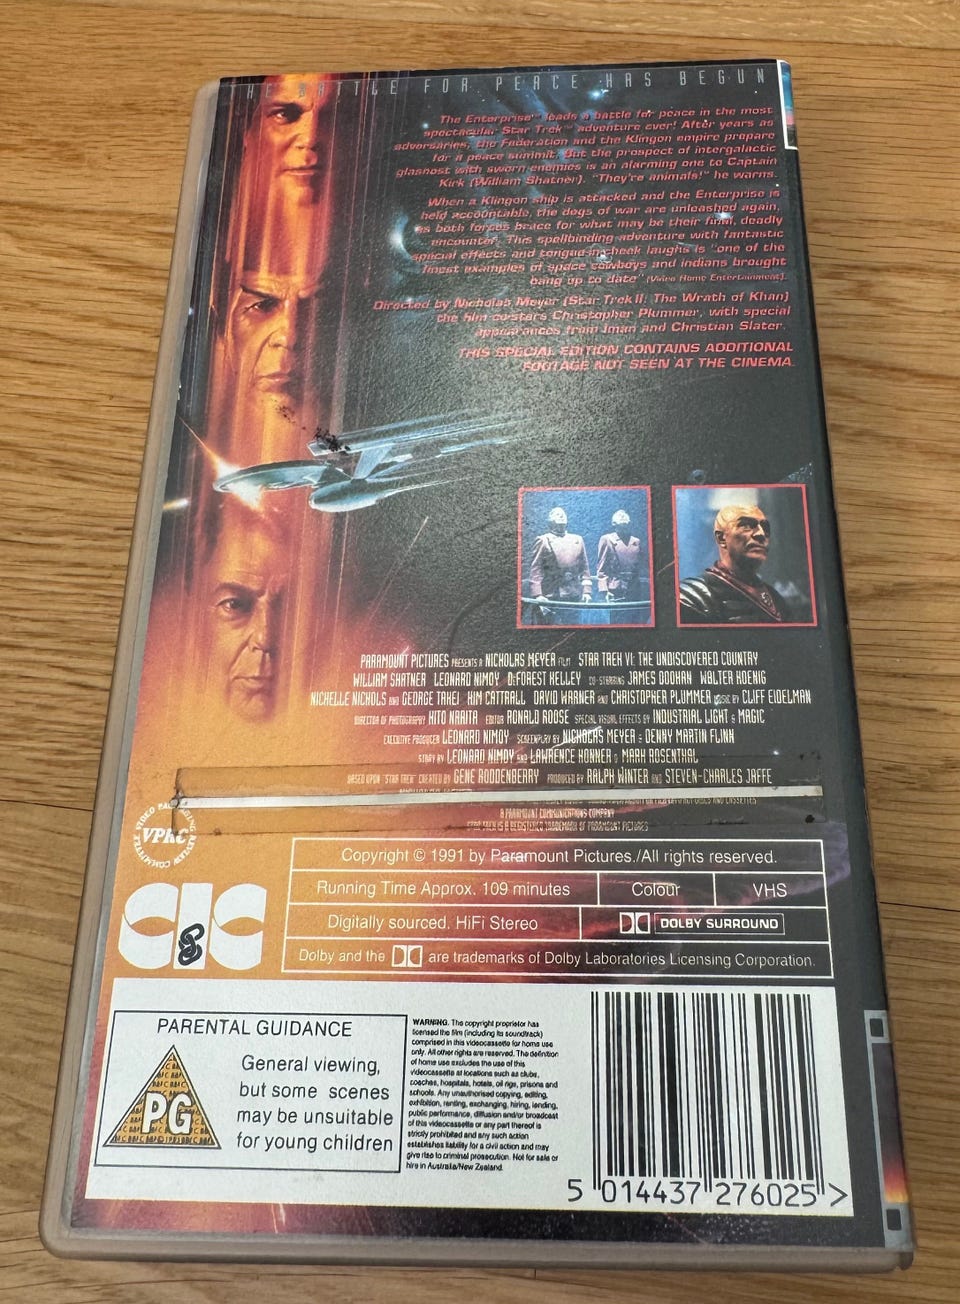 THE BATTLE FOR PEACE HAS BEGUN
The Enterprise™ leads a battle for peace in the most
spectacular Star Trek™ adventure ever! After years as
adversaries, the Federation and the Klingon empire prepare
for a peace summit. But the prospect of intergalactic
glasnost with sworn enemies is an alarming one to Captain
Kirk (William Shatner). "They're animals!" he warns.
When a Klingon ship is attacked and the Enterprise is
held accountable, the dogs of war are unleashed again,
as both forces brace for what may be their final, deadly
encounter. This spellbinding adventure with fantastic
special effects and tongue-in-cheek laughs is "one of the
finest examples of space cowboys and indians brought
bang up to date" (Video Home Entertainment).
Directed by Nicholas Meyer (Star Trek II: The Wrath of Khan)
the film co-stars Christopher Plummer, with special
appearances from Iman and Christian Slater.
THIS SPECIAL EDITION CONTAINS ADDITIONAL
FOOTAGE NOT SEEN AT THE CINEMA.
PARAMOUNT PICTURES PRESENTS A NICHOLAS MEYER FILM STAR TREK VI: THE UNDISCOVERED COUNTRY
WILLIAM SHATNER LEONARD NIMOY DeFOREST KELLEY CO-STARRING JAMES DOOHAN WALTER KOENIG
NICHELLE NICHOLS AND GEORGE TAKEI KIM CATTRALL DAVID WARNER AND CHRISTOPHER PLUMMER MUSIC BY CLIFF EIDELMAN
DIRECTOR OF PHOTOGRAPHY HITO NARITA EDITOR RONALD ROOSE SPECIAL VISUAL EFFECTS BY INDUSTRIAL LIGHT & MAGIC
EXECUTIVE PRODUCER LEONARD NIMOY SCREENPLAY BY NICHOLAS MEYER & DENNY MARTIN FLINN
STORY BY LEONARD NIMOY AND LAWRENCE KONNER & MARK ROSENTHAL
BASED UPON "STAR TREK" CREATED BY GENE RODDENBERRY PRODUCED BY RALPH WINTER AND STEVEN-CHARLES JAFFE
DISCS AND CASSETTES
A PARAMOUNT COMMUNICATIONS COMPANY
STAR TREK IS A REGISTERED TRADEMARK OF PARAMOUNT PICTURES
VIDEO PACKAGING REVIEW COMMITTEE
VPRC
Copyright © 1991 by Paramount Pictures./All rights reserved.
Running Time Approx. 109 minutes Colour VHS
Digitally sourced. HiFi Stereo DOLBY SURROUND
Dolby and the are trademarks of Dolby Laboratories Licensing Corporation.
CIC
PARENTAL GUIDANCE
PG
General viewing,
but some scenes
may be unsuitable
for young children
WARNING. The copyright proprietor has
licensed the film (including its soundtrack)
comprised in this videocassette for home use
only. All other rights are reserved. The definition
of home use excludes the use of this
videocassette at locations such as clubs,
coaches, hospitals, hotels, oil rigs, prisons and
schools. Any unauthorised copying, editing,
exhibition, renting, exchanging, hiring, lending,
public performance, diffusion and/or broadcast
of this videocassette or any part thereof is
strictly prohibited and any such action
establishes liability for a civil action and may
give rise to criminal prosecution. Not for sale or
hire in Australia/New Zealand.
5 014437 276025 >